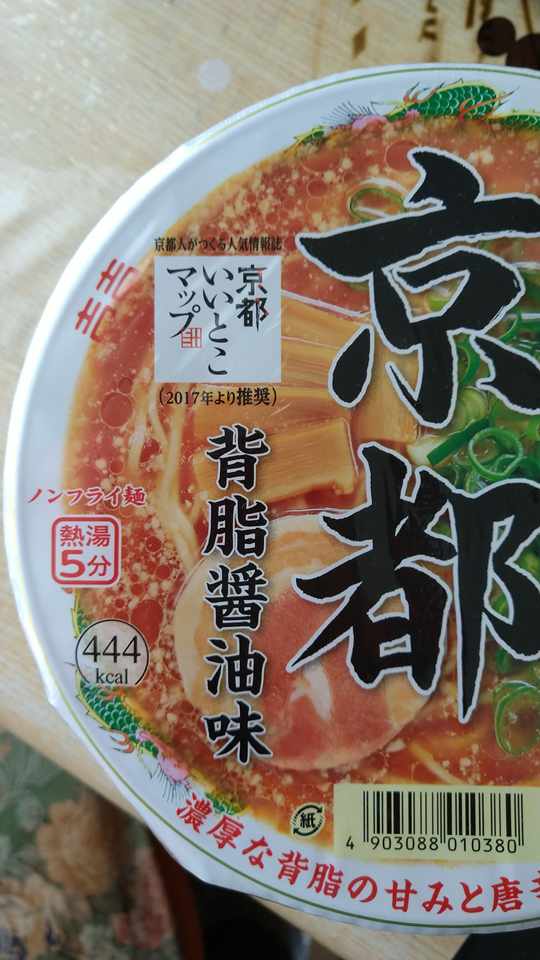 京都
京都人がつくる人気情報誌
京都
いいとこ
マップ
(2017年より推奨)
背脂醤油味
ノンフライ麺
熱湯
5分
444
kcal
紙
4 903088 010380
濃厚な背脂の甘みと唐辛